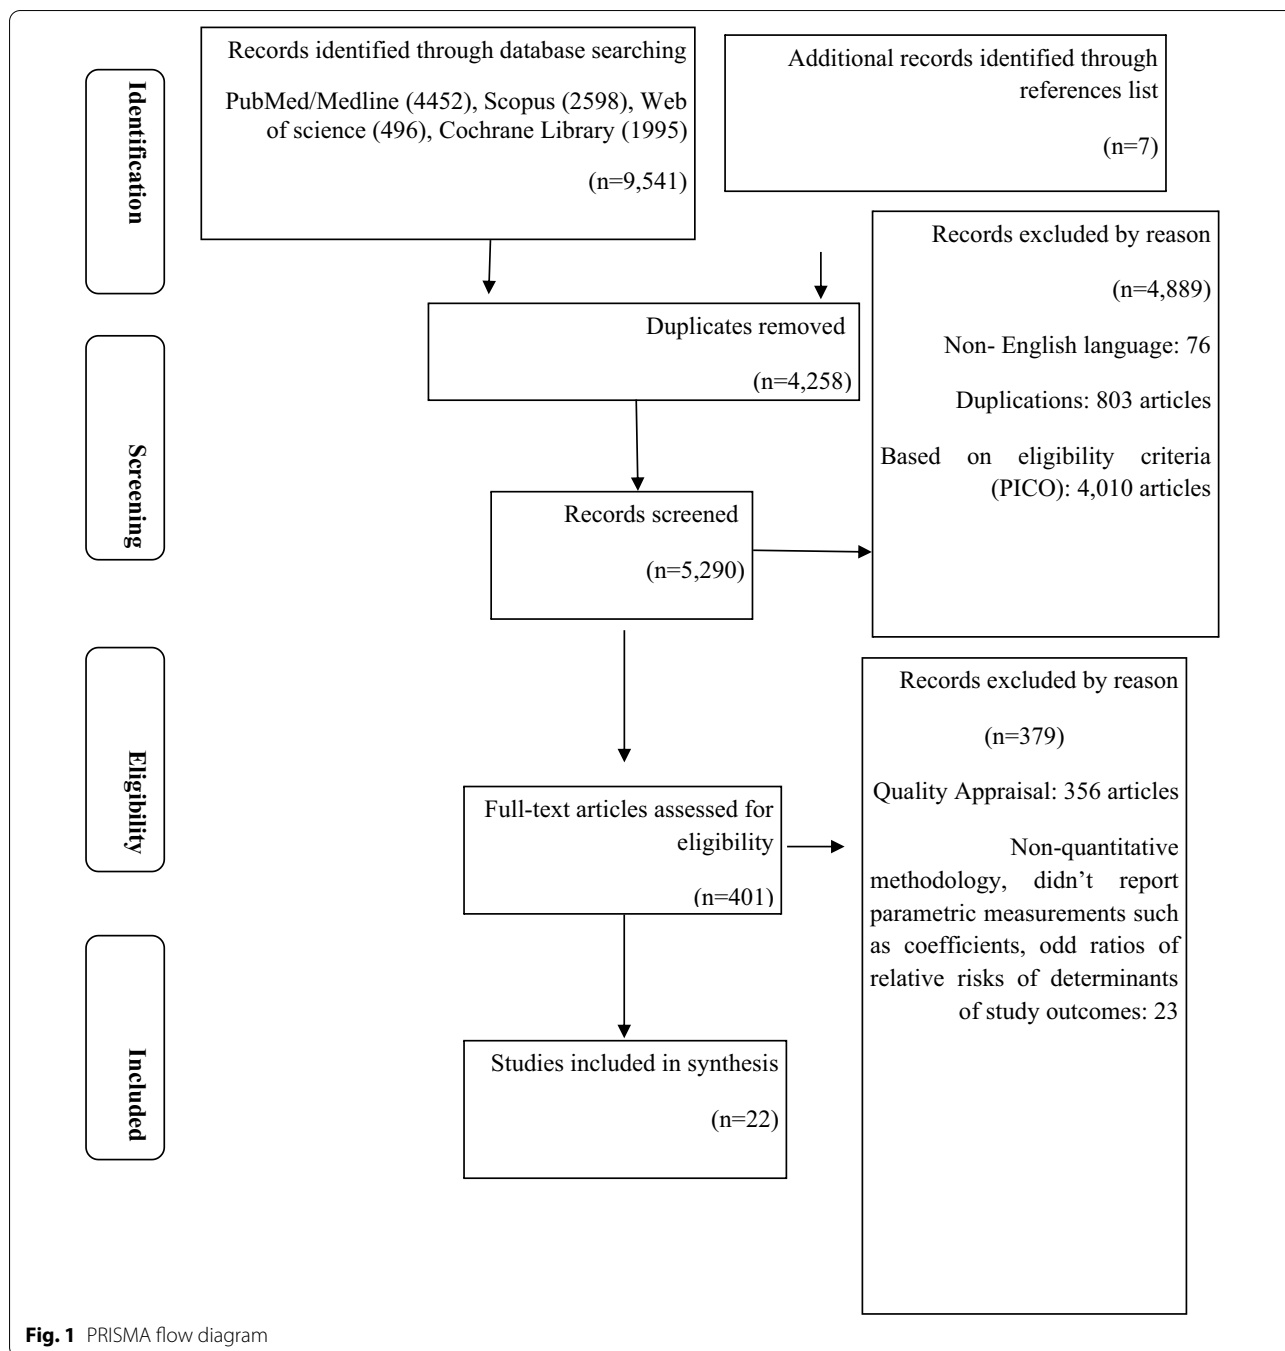 Identification
Records identified through database searching
PubMed/Medline (4452), Scopus (2598), Web
of science (496), Cochrane Library (1995)
(n=9,541)
Additional records identified through
references list
(n=7)
Duplicates removed
(n=4,258)
Screening
Records screened
(n=5,290)
Records excluded by reason
(n=4,889)
Non- English language: 76
Duplications: 803 articles
Based on eligibility criteria
(PICO): 4,010 articles
Eligibility
Full-text articles assessed for
eligibility
(n=401)
Records excluded by reason
(n=379)
Quality Appraisal: 356 articles
Non-quantitative
methodology, didn’t report
parametric measurements such
as coefficients, odd ratios of
relative risks of determinants
of study outcomes: 23
Included
Studies included in synthesis
(n=22)
Fig. 1 PRISMA flow diagram